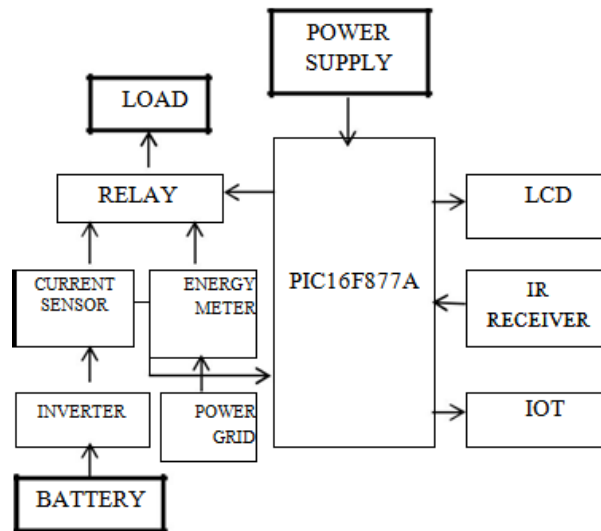 POWER
SUPPLY
LOAD
RELAY
LCD
CURRENT
SENSOR
ENERGY
METER
PIC16F877A
IR
RECEIVER
INVERTER
POWER
GRID
IOT
BATTERY